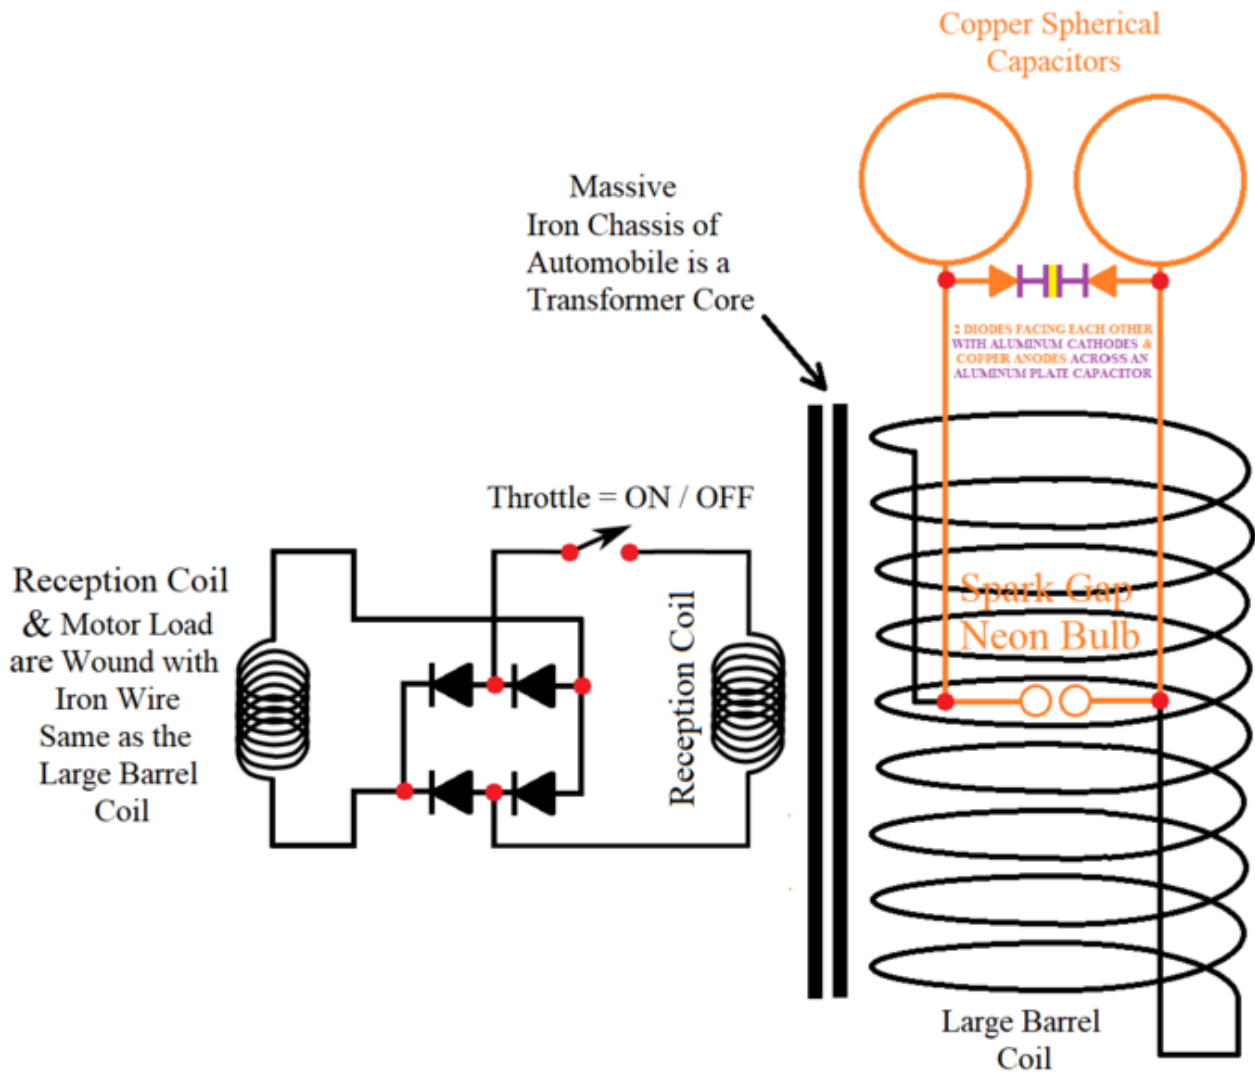 Copper Spherical
Capacitors
Massive
Iron Chassis of
Automobile is a
Transformer Core
2 DIODES FACING EACH OTHER
WITH ALUMINUM CATHODES &
COPPER ANODES ACROSS AN
ALUMINUM PLATE CAPACITOR
Throttle = ON / OFF
Reception Coil
& Motor Load
are Wound with
Iron Wire
Same as the
Large Barrel
Coil
Reception Coil
Spark Gap
Neon Bulb
Large Barrel
Coil